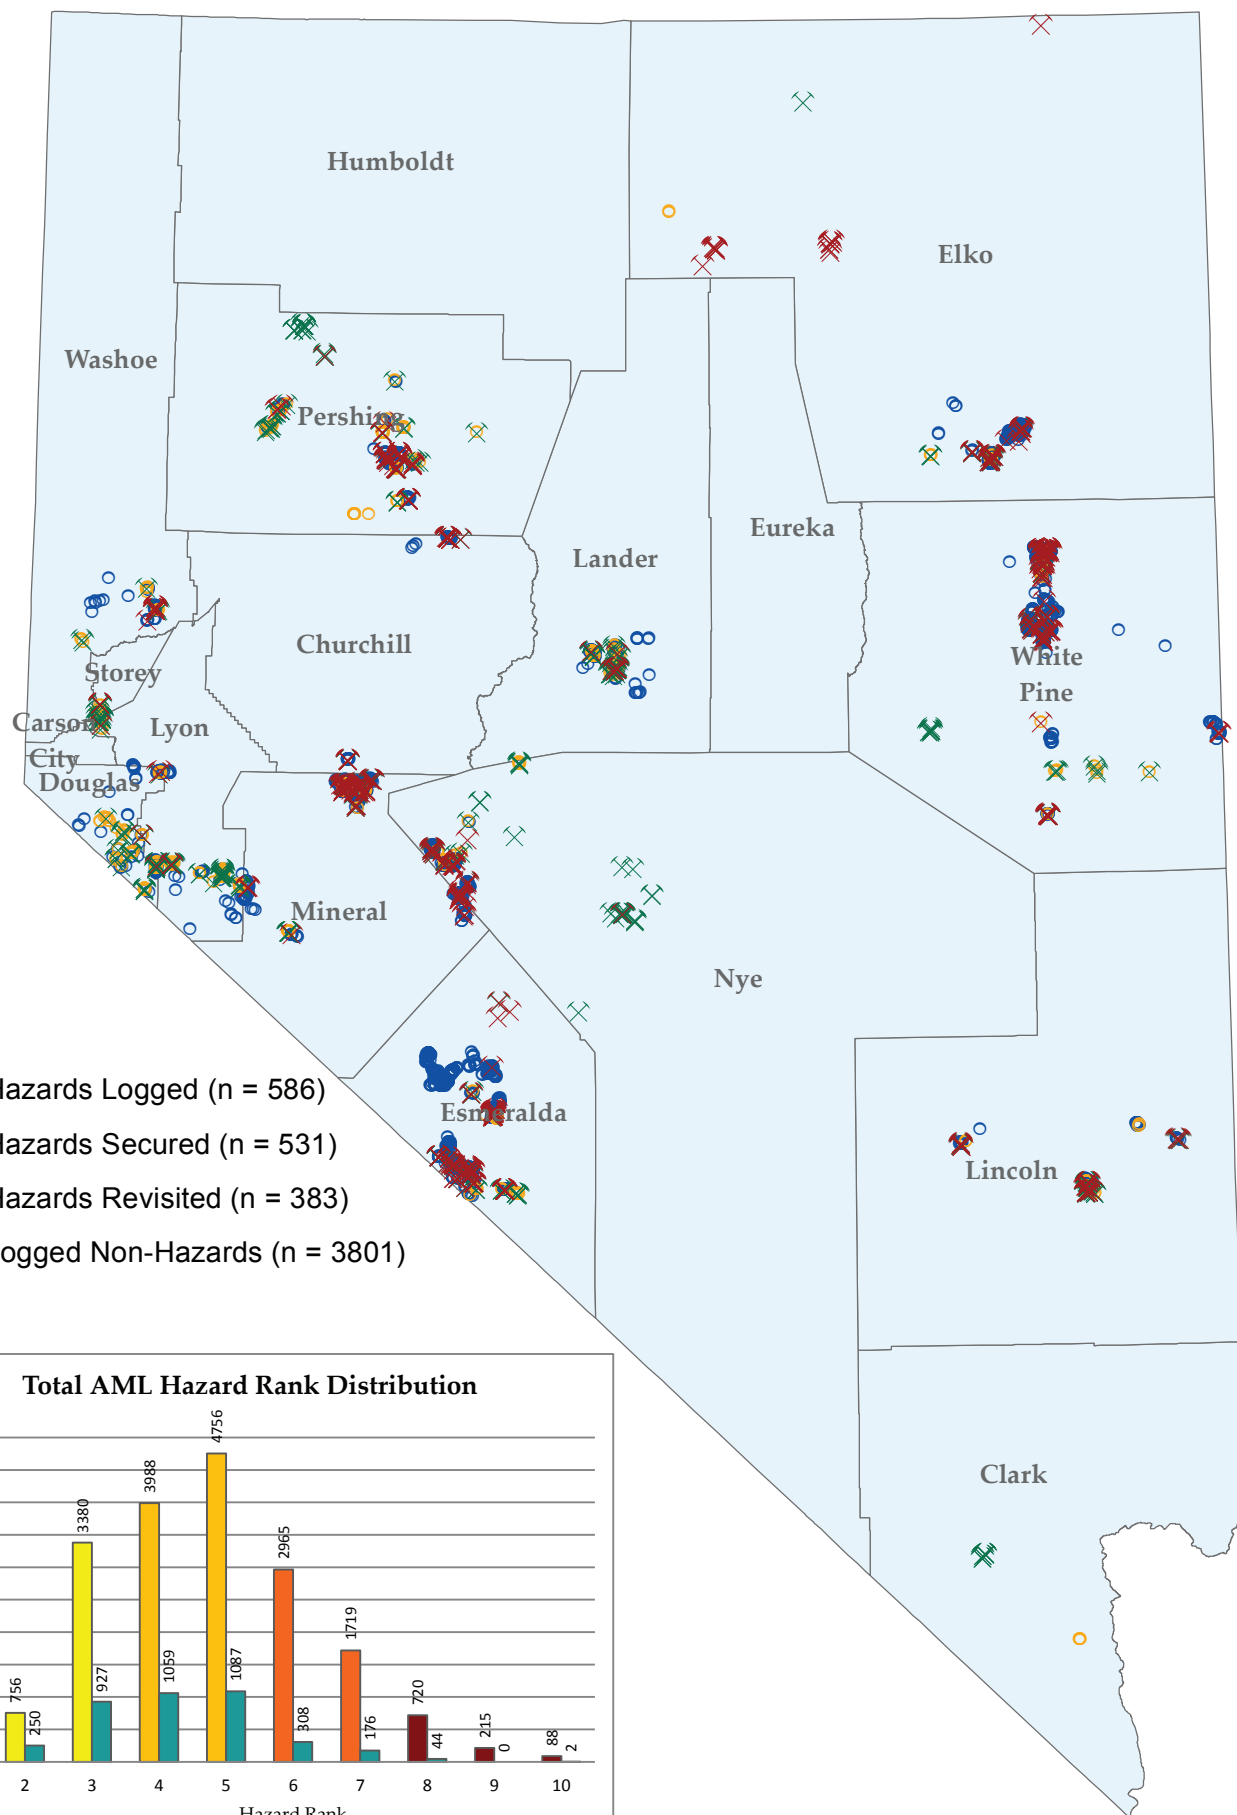 Humboldt
Elko
Washoe
Pershing
Eureka
Lander
Churchill
White
Pine
Storey
Carson
City
Lyon
Douglas
Mineral
Nye
Esmeralda
Lincoln
Clark
Hazards Logged (n = 586)
Hazards Secured (n = 531)
Hazards Revisited (n = 383)
ogged Non-Hazards (n = 3801)
Total AML Hazard Rank Distribution
756 250 3380 927 3988 1059 4756 1087 2965 308 1719 176 720 44 215 0 88 2
2 3 4 5 6 7 8 9 10
Hazard Rank